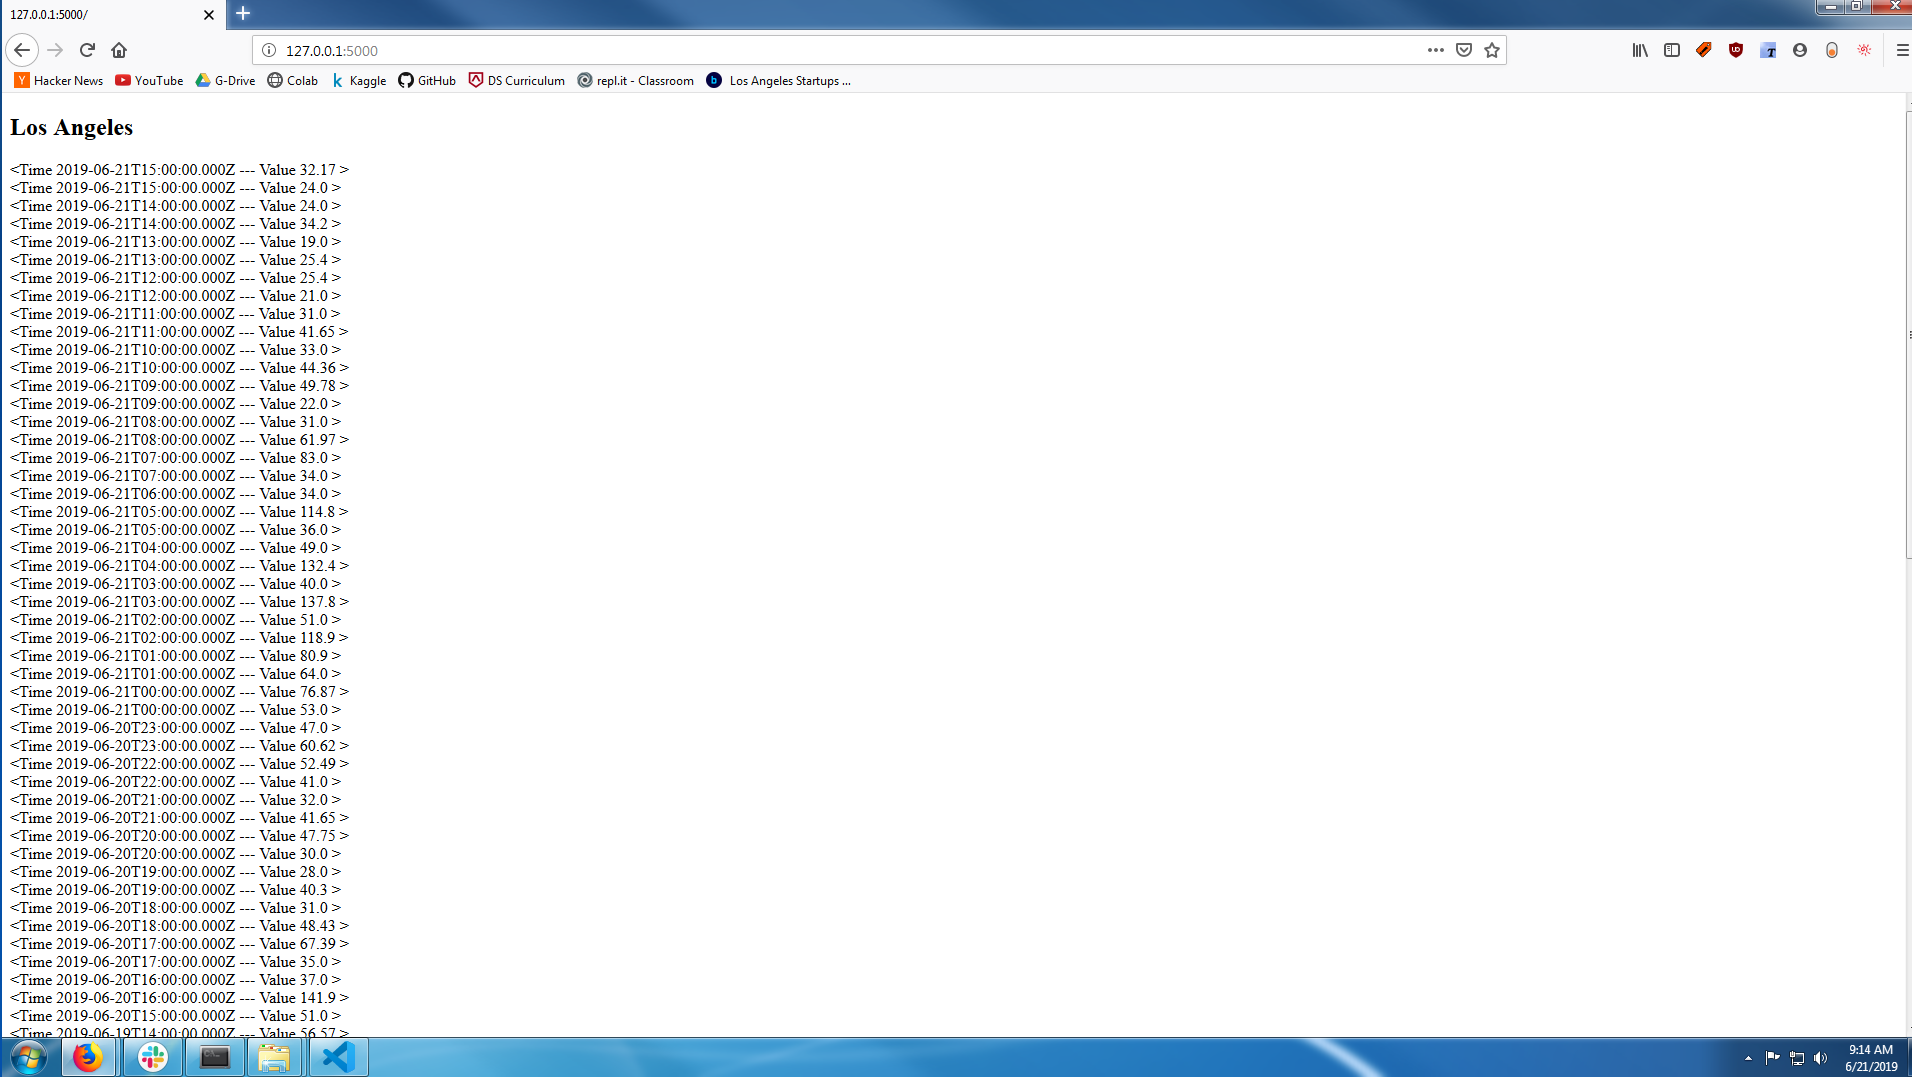 127.0.0.1:5000/
127.0.0.1:5000
Hacker News YouTube G-Drive Colab Kaggle GitHub DS Curriculum repl.it - Classroom Los Angeles Startups ...
Los Angeles
<Time 2019-06-21T15:00:00.000Z --- Value 32.17 >
<Time 2019-06-21T15:00:00.000Z --- Value 24.0 >
<Time 2019-06-21T14:00:00.000Z --- Value 24.0 >
<Time 2019-06-21T14:00:00.000Z --- Value 34.2 >
<Time 2019-06-21T13:00:00.000Z --- Value 19.0 >
<Time 2019-06-21T13:00:00.000Z --- Value 25.4 >
<Time 2019-06-21T12:00:00.000Z --- Value 25.4 >
<Time 2019-06-21T12:00:00.000Z --- Value 21.0 >
<Time 2019-06-21T11:00:00.000Z --- Value 31.0 >
<Time 2019-06-21T11:00:00.000Z --- Value 41.65 >
<Time 2019-06-21T10:00:00.000Z --- Value 33.0 >
<Time 2019-06-21T10:00:00.000Z --- Value 44.36 >
<Time 2019-06-21T09:00:00.000Z --- Value 49.78 >
<Time 2019-06-21T09:00:00.000Z --- Value 22.0 >
<Time 2019-06-21T08:00:00.000Z --- Value 31.0 >
<Time 2019-06-21T08:00:00.000Z --- Value 61.97 >
<Time 2019-06-21T07:00:00.000Z --- Value 83.0 >
<Time 2019-06-21T07:00:00.000Z --- Value 34.0 >
<Time 2019-06-21T06:00:00.000Z --- Value 34.0 >
<Time 2019-06-21T05:00:00.000Z --- Value 114.8 >
<Time 2019-06-21T05:00:00.000Z --- Value 36.0 >
<Time 2019-06-21T04:00:00.000Z --- Value 49.0 >
<Time 2019-06-21T04:00:00.000Z --- Value 132.4 >
<Time 2019-06-21T03:00:00.000Z --- Value 40.0 >
<Time 2019-06-21T03:00:00.000Z --- Value 137.8 >
<Time 2019-06-21T02:00:00.000Z --- Value 51.0 >
<Time 2019-06-21T02:00:00.000Z --- Value 118.9 >
<Time 2019-06-21T01:00:00.000Z --- Value 80.9 >
<Time 2019-06-21T01:00:00.000Z --- Value 64.0 >
<Time 2019-06-21T00:00:00.000Z --- Value 76.87 >
<Time 2019-06-21T00:00:00.000Z --- Value 53.0 >
<Time 2019-06-20T23:00:00.000Z --- Value 47.0 >
<Time 2019-06-20T23:00:00.000Z --- Value 60.62 >
<Time 2019-06-20T22:00:00.000Z --- Value 52.49 >
<Time 2019-06-20T22:00:00.000Z --- Value 41.0 >
<Time 2019-06-20T21:00:00.000Z --- Value 32.0 >
<Time 2019-06-20T21:00:00.000Z --- Value 41.65 >
<Time 2019-06-20T20:00:00.000Z --- Value 47.75 >
<Time 2019-06-20T20:00:00.000Z --- Value 30.0 >
<Time 2019-06-20T19:00:00.000Z --- Value 28.0 >
<Time 2019-06-20T19:00:00.000Z --- Value 40.3 >
<Time 2019-06-20T18:00:00.000Z --- Value 31.0 >
<Time 2019-06-20T18:00:00.000Z --- Value 48.43 >
<Time 2019-06-20T17:00:00.000Z --- Value 67.39 >
<Time 2019-06-20T17:00:00.000Z --- Value 35.0 >
<Time 2019-06-20T16:00:00.000Z --- Value 37.0 >
<Time 2019-06-20T16:00:00.000Z --- Value 141.9 >
<Time 2019-06-20T15:00:00.000Z --- Value 51.0 >
<Time 2019-06-19T14:00:00.000Z --- Value 56.57 >
9:14 AM
6/21/2019